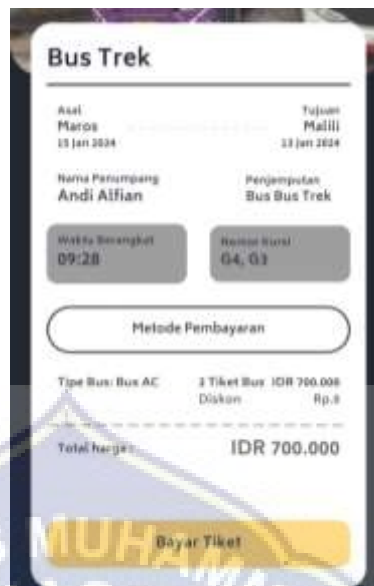 Bus Trek
Asal Tujuan
Maros Malili
15 Jan 2024 13 Jan 2024
Nama Penumpang Penjemputan
Andi Alfian Bus Bus Trek
Waktu Berangkat Nomor Kursi
09:28 G4, G3
Metode Pembayaran
Tipe Bus: Bus AC 2 Tiket Bus IDR 700.000
Diskon Rp.0
Total harga: IDR 700.000
Bayar Tiket
MUHAM